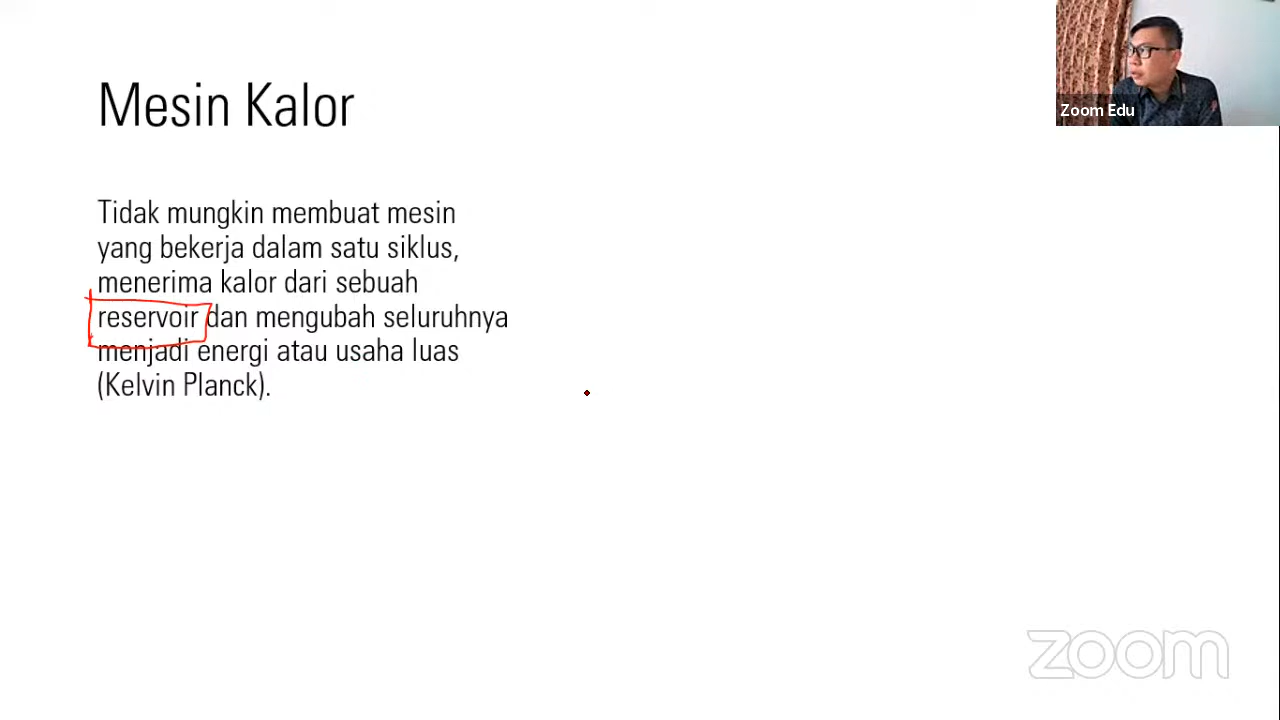 Zoom Edu
Mesin Kalor
Tidak mungkin membuat mesin
yang bekerja dalam satu siklus,
menerima kalor dari sebuah
reservoir dan mengubah seluruhnya
menjadi energi atau usaha luas
(Kelvin Planck).
zoom